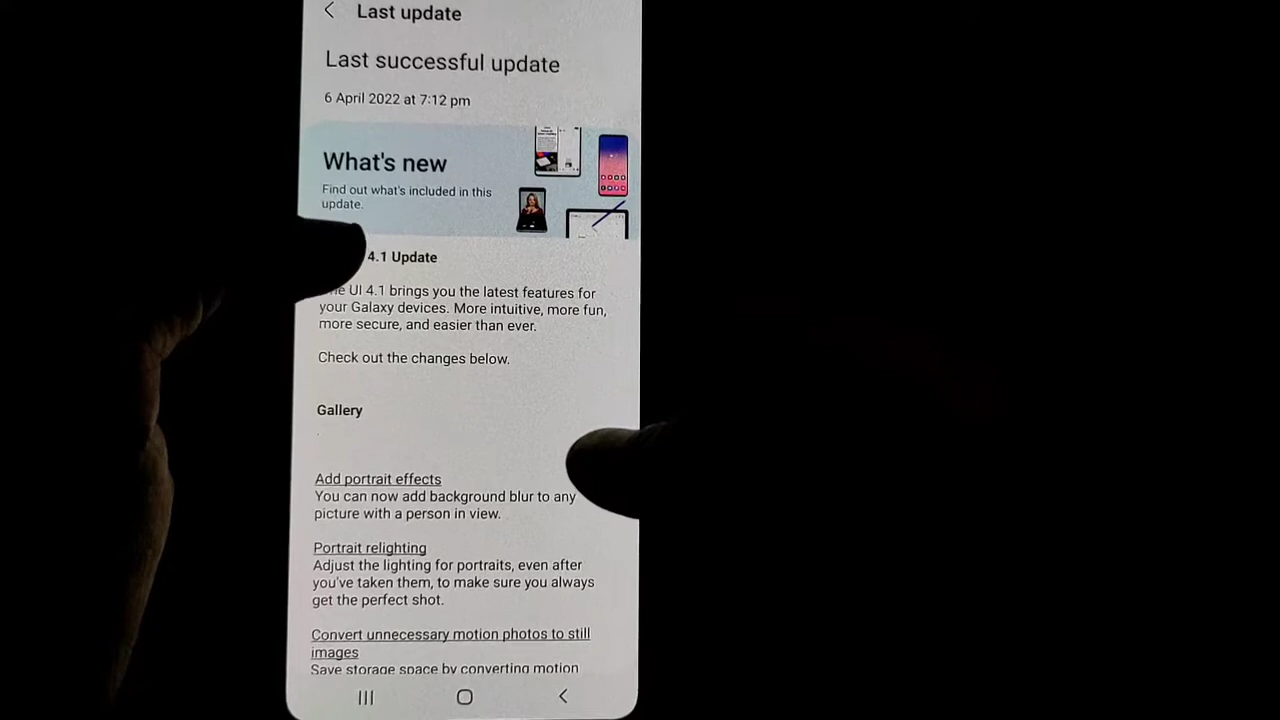 Last update
Last successful update
6 April 2022 at 7:12 pm
What's new
Find out what's included in this
update.
4.1 Update
UI 4.1 brings you the latest features for
your Galaxy devices. More intuitive, more fun,
more secure, and easier than ever.
Check out the changes below.
Gallery
Add portrait effects
You can now add background blur to any
picture with a person in view.
Portrait relighting
Adjust the lighting for portraits, even after
you've taken them, to make sure you always
get the perfect shot.
Convert unnecessary motion photos to still
images
Save storage space by converting motion